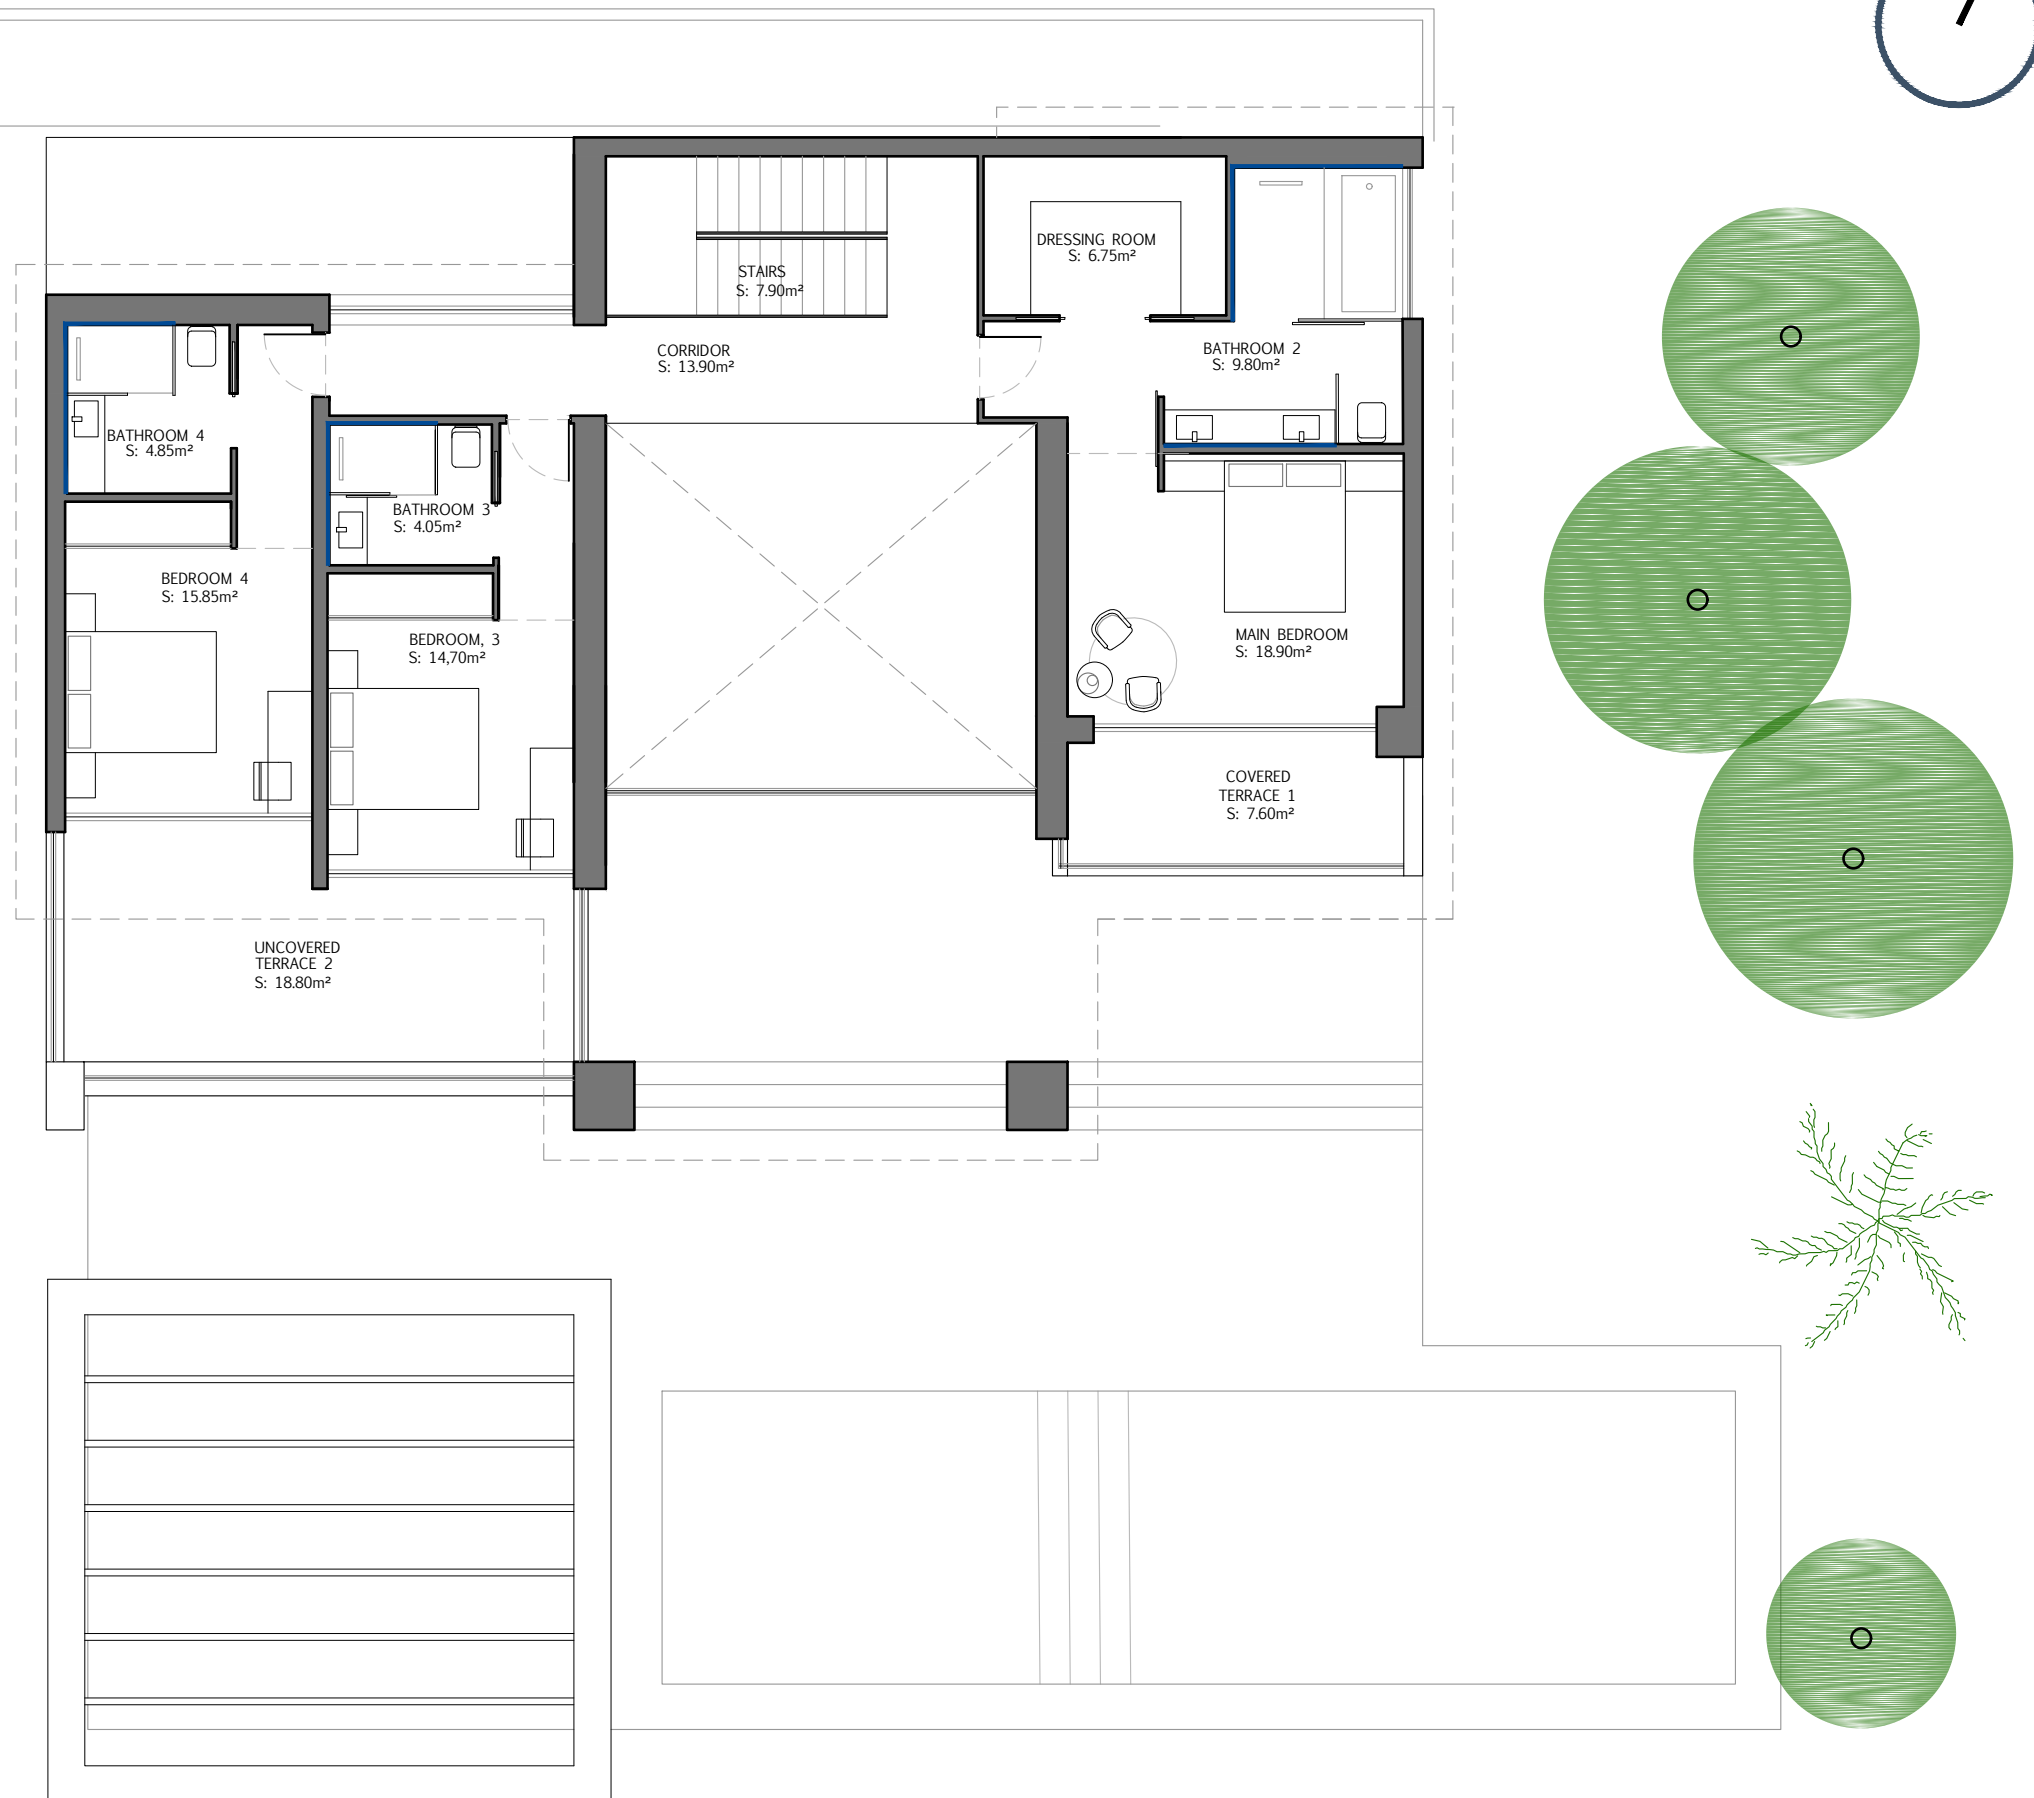 DRESSING ROOM
S: 6.75m²
STAIRS
S: 7.90m²
CORRIDOR
S: 13.90m²
BATHROOM 2
S: 9.80m²
BATHROOM 4
S: 4.85m²
BATHROOM 3
S: 4.05m²
BEDROOM 4
S: 15.85m²
BEDROOM, 3
S: 14,70m²
MAIN BEDROOM
S: 18.90m²
COVERED
TERRACE 1
S: 7.60m²
UNCOVERED
TERRACE 2
S: 18.80m²